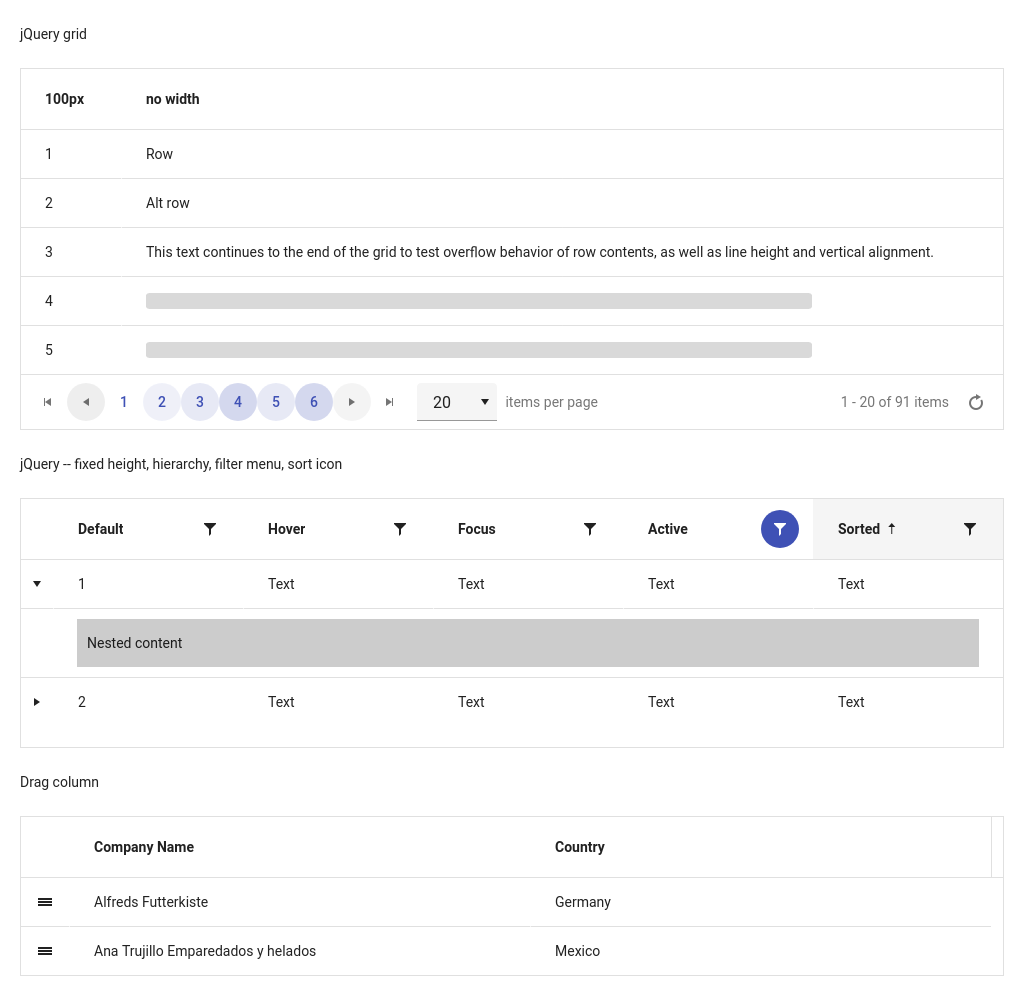 jQuery grid
100px no width
1 Row
2 Alt row
3 This text continues to the end of the grid to test overflow behavior of row contents, as well as line height and vertical alignment.
4
5
1 2 3 4 5 6 20 items per page 1 - 20 of 91 items
jQuery -- fixed height, hierarchy, filter menu, sort icon
Default Hover Focus Active Sorted
1 Text Text Text Text
Nested content
2 Text Text Text Text
Drag column
Company Name Country
Alfreds Futterkiste Germany
Ana Trujillo Emparedados y helados Mexico